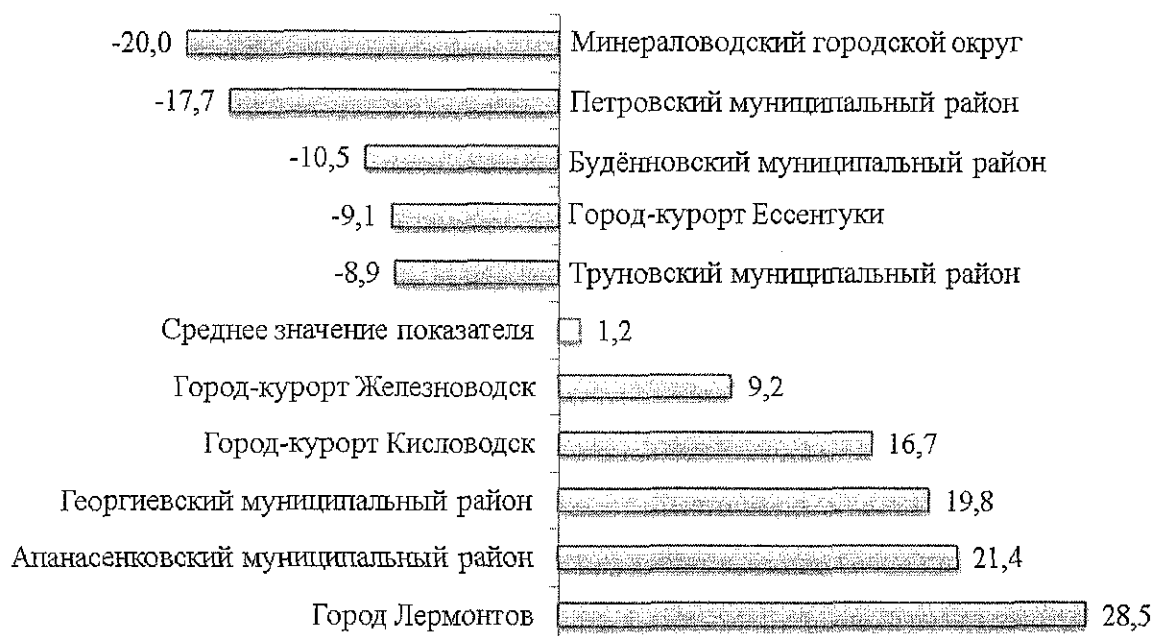 -20,0 Минераловодский городской округ
-17,7 Петровский муниципальный район
-10,5 Будённовский муниципальный район
-9,1 Город-курорт Ессентуки
-8,9 Труновский муниципальный район
Среднее значение показателя 1,2
Город-курорт Железноводск 9,2
Город-курорт Кисловодск 16,7
Георгиевский муниципальный район 19,8
Апанасенковский муниципальный район 21,4
Город Лермонтов 28,5